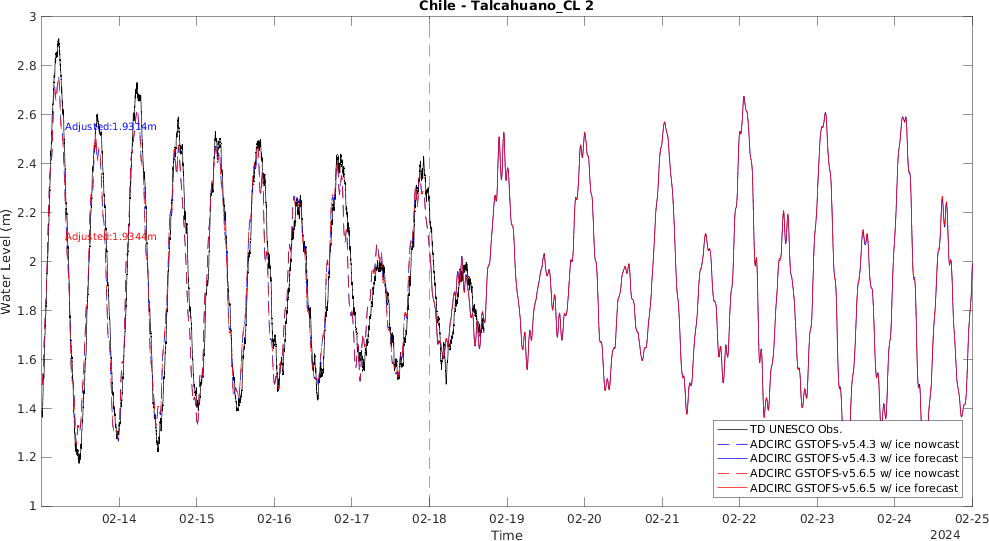 Chile - Talcahuano_CL 2
Water Level (m)
3
2.8
2.6
2.4
2.2
2
1.8
1.6
1.4
1.2
1
Adjusted:1.9314m
Adjusted:1.9344m
TD UNESCO Obs.
ADCIRC GSTOFS-v5.4.3 w/ ice nowcast
ADCIRC GSTOFS-v5.4.3 w/ ice forecast
ADCIRC GSTOFS-v5.6.5 w/ ice nowcast
ADCIRC GSTOFS-v5.6.5 w/ ice forecast
02-14 02-15 02-16 02-17 02-18 02-19 02-20 02-21 02-22 02-23 02-24 02-25
Time
2024